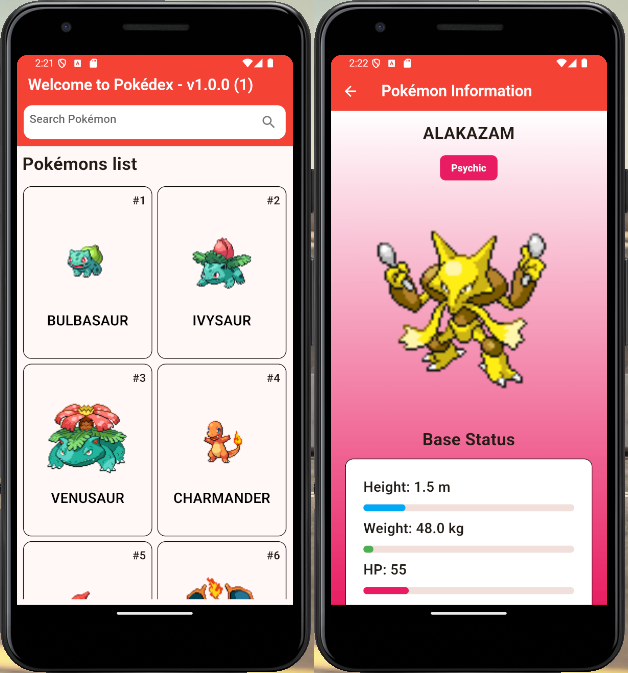 2:21
Welcome to Pokédex - v1.0.0 (1)
Search Pokémon
Pokémons list
#1
#2
BULBASAUR
IVYSAUR
#3
#4
VENUSAUR
CHARMANDER
#5
#6
2:22
Pokémon Information
ALAKAZAM
Psychic
Base Status
Height: 1.5 m
Weight: 48.0 kg
HP: 55